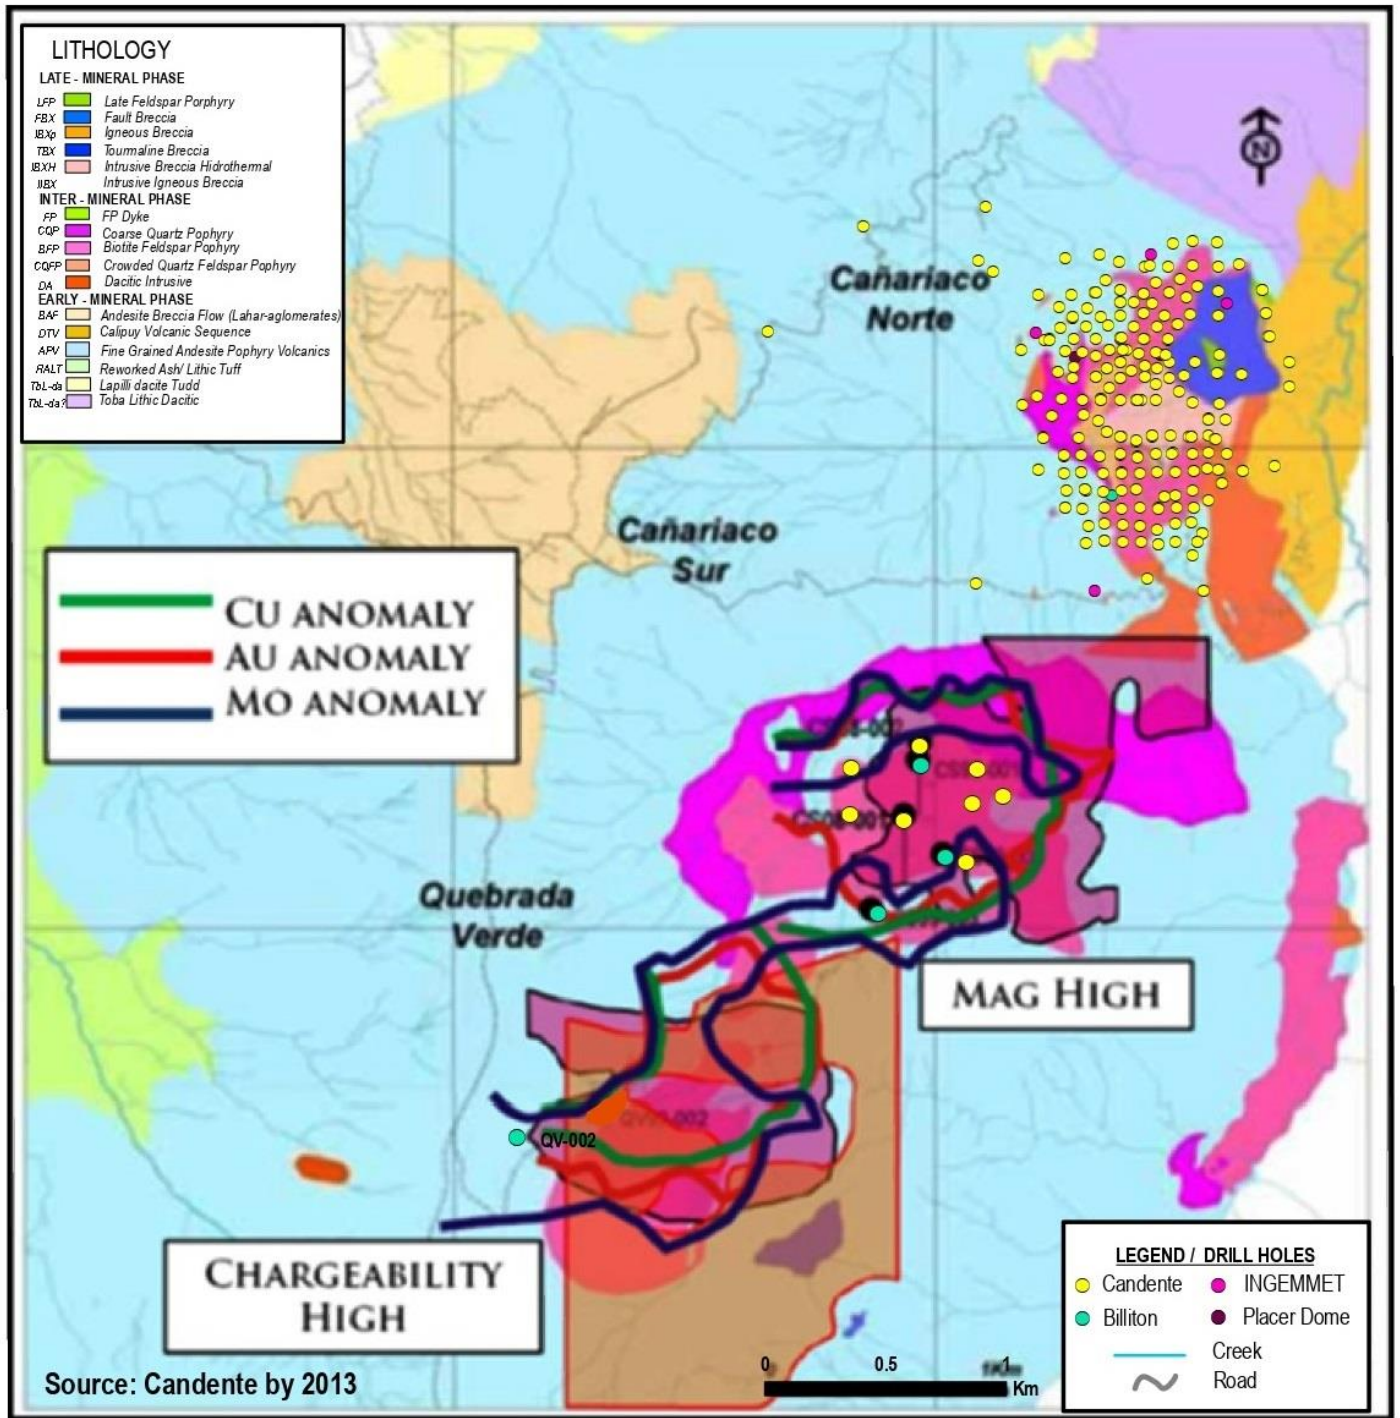 LITHOLOGY
LATE - MINERAL PHASE
LFP Late Feldspar Porphyry
FBX Fault Breccia
IBXp Igneous Breccia
TBX Tourmaline Breccia
IBXH Intrusive Breccia Hidrothermal
IIBX Intrusive Igneous Breccia
INTER - MINERAL PHASE
FP FP Dyke
CQP Coarse Quartz Pophyry
BFP Biotite Feldspar Pophyry
CQFP Crowded Quartz Feldspar Pophyry
DA Dacitic Intrusive
EARLY - MINERAL PHASE
BAF Andesite Breccia Flow (Lahar-aglomerates)
DTV Calipuy Volcanic Sequence
APV Fine Grained Andesite Pophyry Volcanics
RALT Reworked Ash/ Lithic Tuff
TbL-da Lapilli dacite Tudd
TbL-da? Toba Lithic Dacitic
N
Cañariaco
Norte
Cañariaco
Sur
CU ANOMALY
AU ANOMALY
MO ANOMALY
Quebrada
Verde
MAG HIGH
QV-002
CHARGEABILITY
HIGH
LEGEND / DRILL HOLES
Candente INGEMMET
Billiton Placer Dome
Creek
Road
0 0.5 1
Km
Source: Candente by 2013